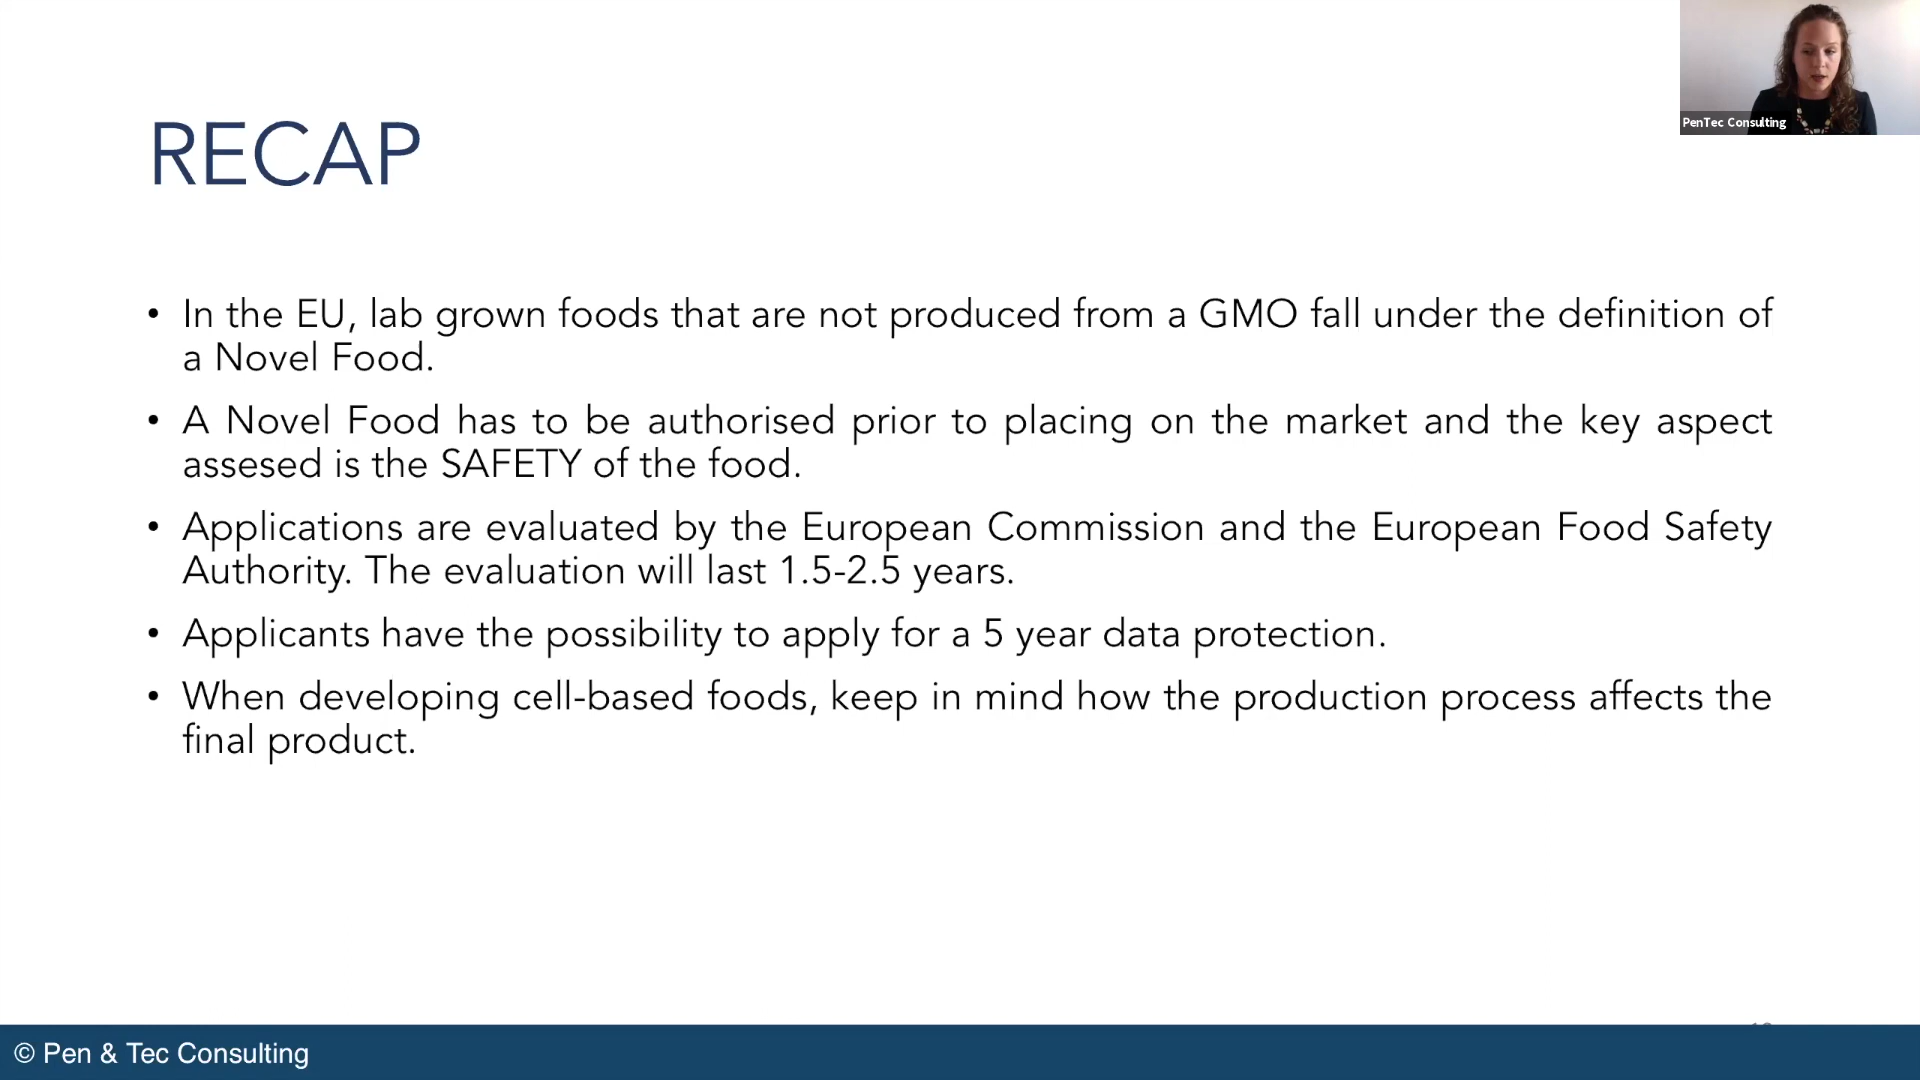 PenTec Consulting
RECAP
• In the EU, lab grown foods that are not produced from a GMO fall under the definition of
a Novel Food.
• A Novel Food has to be authorised prior to placing on the market and the key aspect
assesed is the SAFETY of the food.
• Applications are evaluated by the European Commission and the European Food Safety
Authority. The evaluation will last 1.5-2.5 years.
• Applicants have the possibility to apply for a 5 year data protection.
• When developing cell-based foods, keep in mind how the production process affects the
final product.
© Pen & Tec Consulting